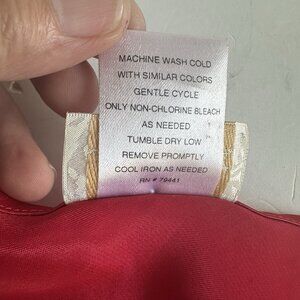 MACHINE WASH COLD
WITH SIMILAR COLORS
GENTLE CYCLE
ONLY NON-CHLORINE BLEACH
AS NEEDED
TUMBLE DRY LOW
REMOVE PROMPTLY
COOL IRON AS NEEDED
RN # 79441